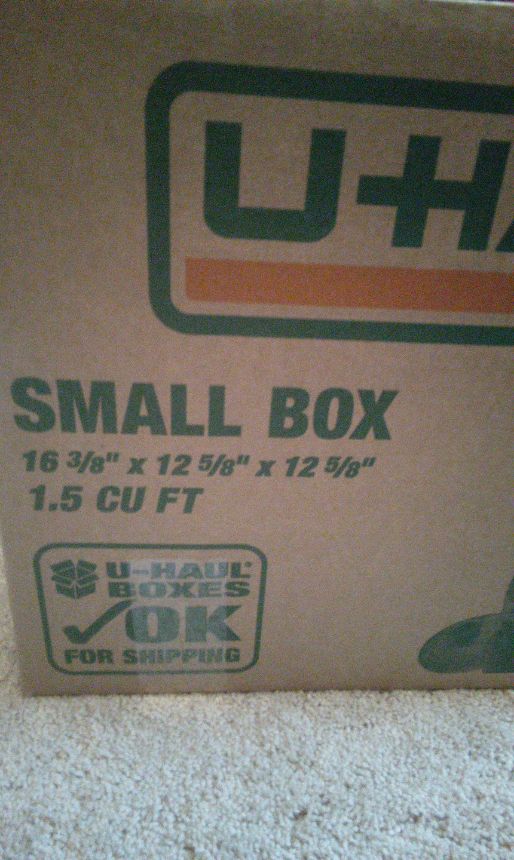 U-H
SMALL BOX
16 3/8" x 12 5/8" x 12 5/8"
1.5 CU FT
U-HAUL®
BOXES
OK
FOR SHIPPING